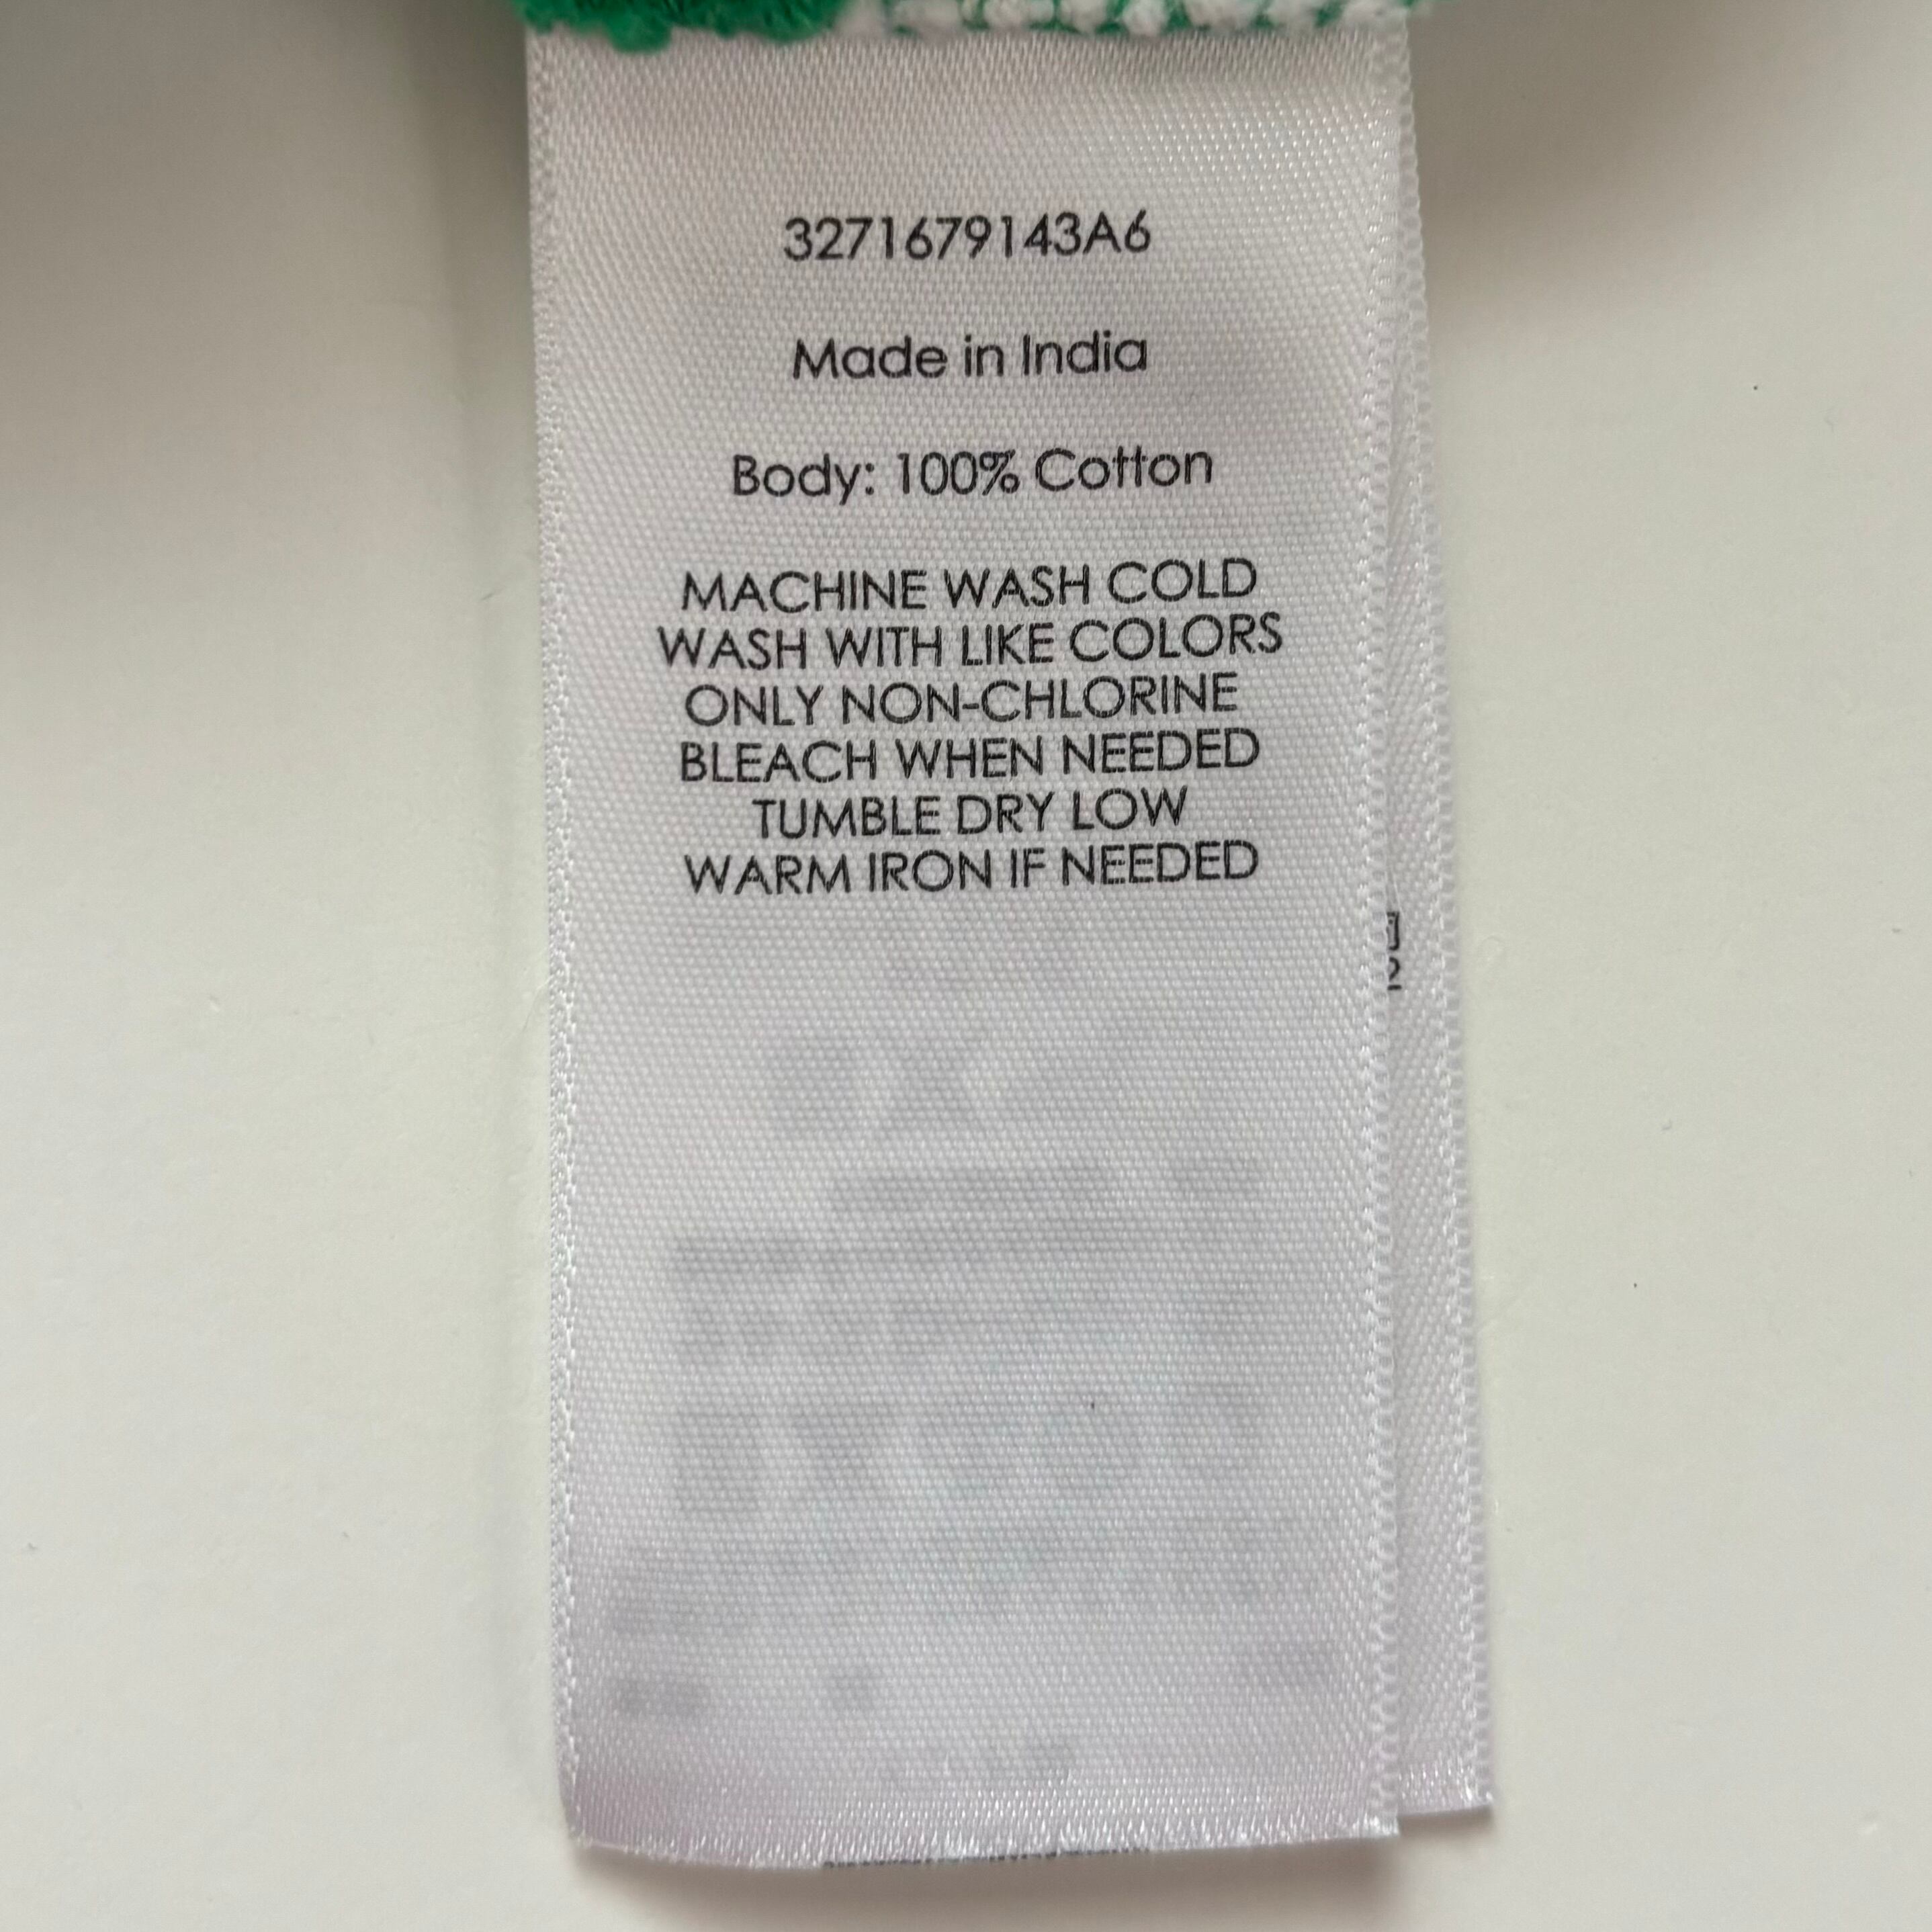 3271679143A6
Made in India
Body: 100% Cotton
MACHINE WASH COLD
WASH WITH LIKE COLORS
ONLY NON-CHLORINE
BLEACH WHEN NEEDED
TUMBLE DRY LOW
WARM IRON IF NEEDED